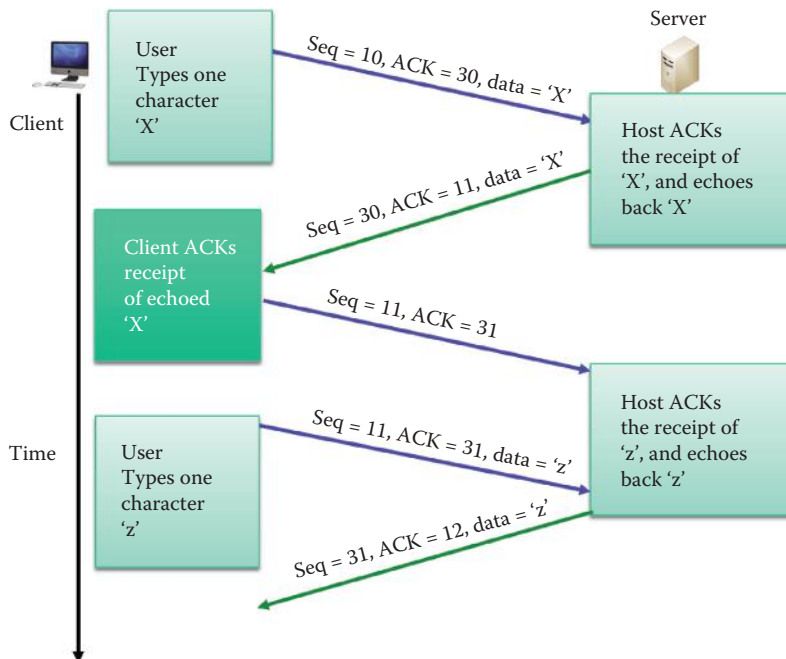 Server
User
Types one
character
‘X’
Seq = 10, ACK = 30, data = ‘X’
Client
Host ACKs
the receipt of
‘X’, and echoes
back ‘X’
Seq = 30, ACK = 11, data = ‘X’
Client ACKs
receipt
of echoed
‘X’
Seq = 11, ACK = 31
Host ACKs
the receipt of
‘z’, and echoes
back ‘z’
Time
User
Types one
character
‘z’
Seq = 11, ACK = 31, data = ‘z’
Seq = 31, ACK = 12, data = ‘z’